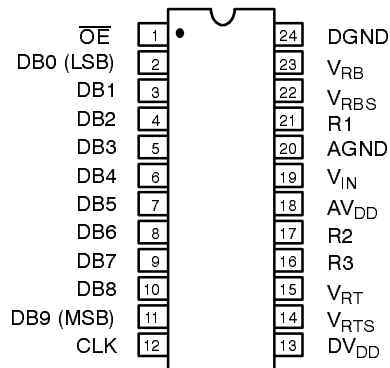 OE 1 24 DGND
DB0 (LSB) 2 23 VRB
DB1 3 22 VRBS
DB2 4 21 R1
DB3 5 20 AGND
DB4 6 19 VIN
DB5 7 18 AVDD
DB6 8 17 R2
DB7 9 16 R3
DB8 10 15 VRT
DB9 (MSB) 11 14 VRTS
CLK 12 13 DVDD